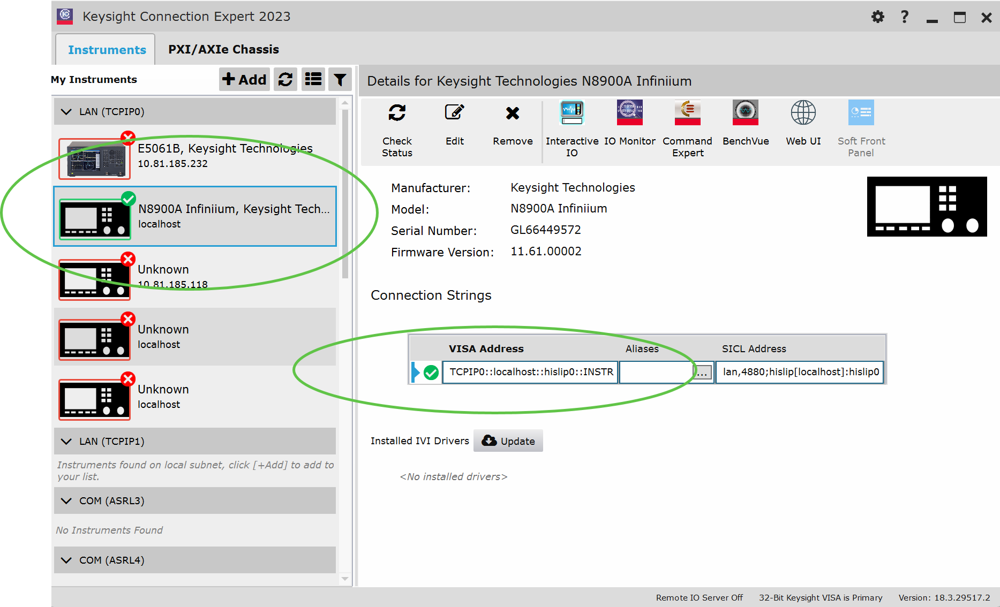 Keysight Connection Expert 2023
Instruments
PXI/AXIe Chassis
My Instruments
Add
LAN (TCPIP0)
E5061B, Keysight Technologies
10.81.185.232
N8900A Infiniium, Keysight Tech...
localhost
Unknown
10.81.185.118
Unknown
localhost
Unknown
localhost
LAN (TCPIP1)
Instruments found on local subnet, click [+Add] to add to
your list.
COM (ASRL3)
No Instruments Found
COM (ASRL4)
Details for Keysight Technologies N8900A Infiniium
Check
Status
Edit
Remove
Interactive
IO
IO Monitor
Command
Expert
BenchVue
Web UI
Soft Front
Panel
Manufacturer: Keysight Technologies
Model: N8900A Infiniium
Serial Number: GL66449572
Firmware Version: 11.61.00002
Connection Strings
VISA Address Aliases SICL Address
TCPIP0::localhost::hislip0::INSTR ... lan,4880;hislip[localhost]:hislip0
Installed IVI Drivers Update
<No installed drivers>
Remote IO Server Off 32-Bit Keysight VISA is Primary Version: 18.3.29517.2